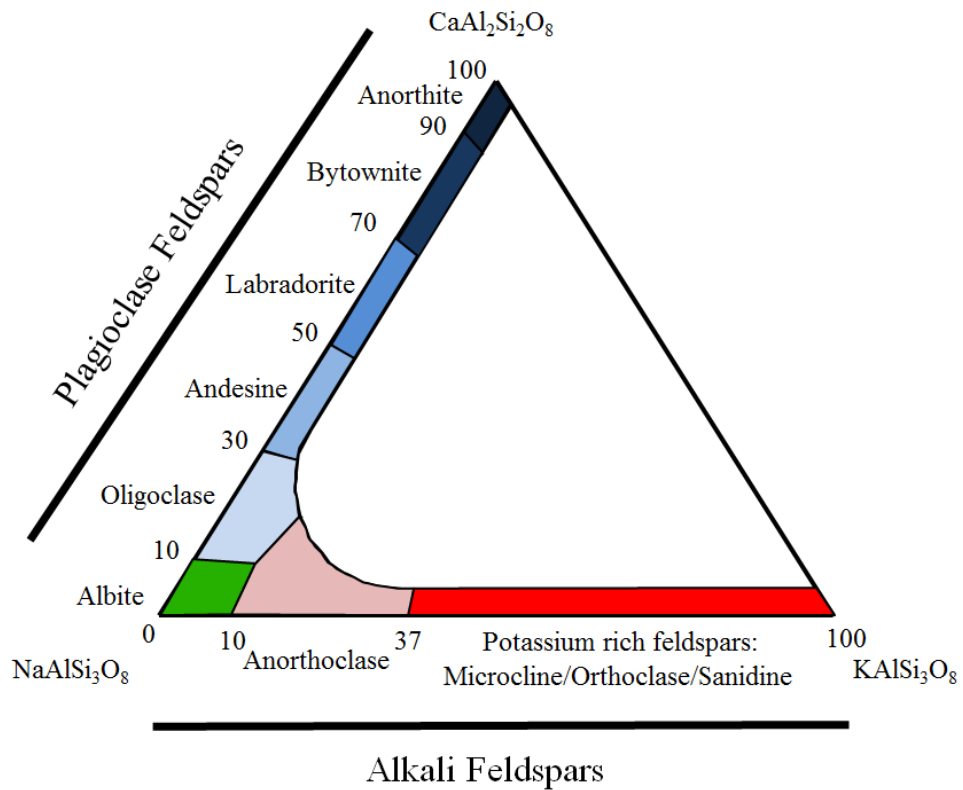 CaAl₂Si₂O₈
100
Anorthite
90
Bytownite
70
Plagioclase Feldspars
Labradorite
50
Andesine
30
Oligoclase
10
Albite
0
10
37
100
NaAlSi₃O₈
Anorthoclase
Potassium rich feldspars:
Microcline/Orthoclase/Sanidine
KAlSi₃O₈
Alkali Feldspars